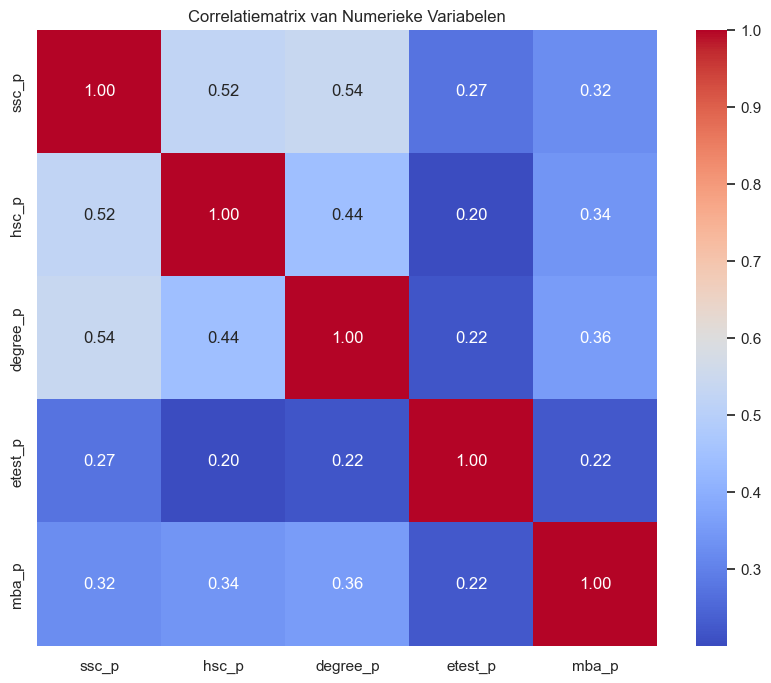 Correlatiematrix van Numerieke Variabelen
ssc_p 1.00 0.52 0.54 0.27 0.32
hsc_p 0.52 1.00 0.44 0.20 0.34
degree_p 0.54 0.44 1.00 0.22 0.36
etest_p 0.27 0.20 0.22 1.00 0.22
mba_p 0.32 0.34 0.36 0.22 1.00
ssc_p hsc_p degree_p etest_p mba_p
1.0
0.9
0.8
0.7
0.6
0.5
0.4
0.3